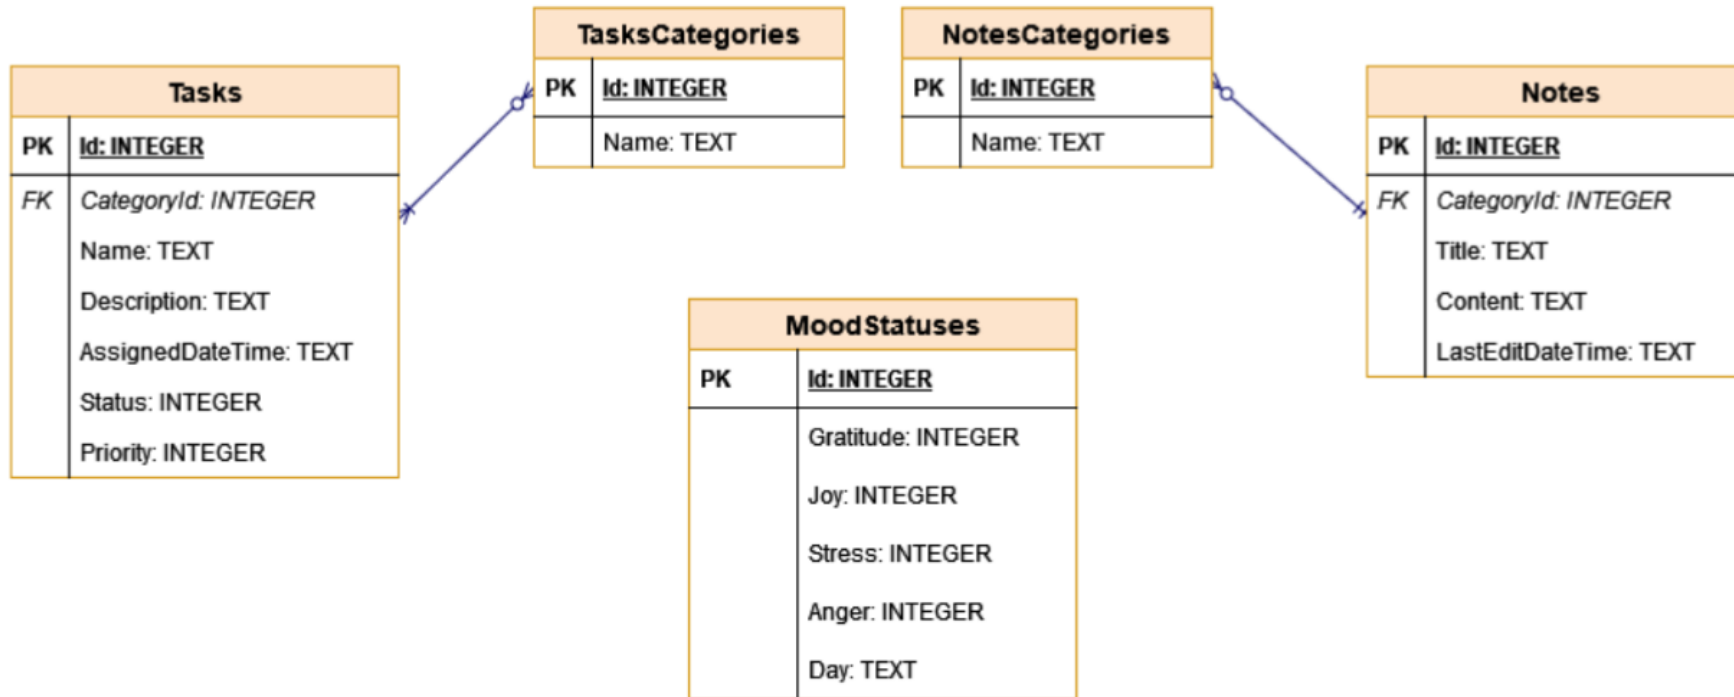 Tasks
PK Id: INTEGER
FK CategoryId: INTEGER
Name: TEXT
Description: TEXT
AssignedDateTime: TEXT
Status: INTEGER
Priority: INTEGER
TasksCategories
PK Id: INTEGER
Name: TEXT
NotesCategories
PK Id: INTEGER
Name: TEXT
Notes
PK Id: INTEGER
FK CategoryId: INTEGER
Title: TEXT
Content: TEXT
LastEditDateTime: TEXT
MoodStatuses
PK Id: INTEGER
Gratitude: INTEGER
Joy: INTEGER
Stress: INTEGER
Anger: INTEGER
Day: TEXT